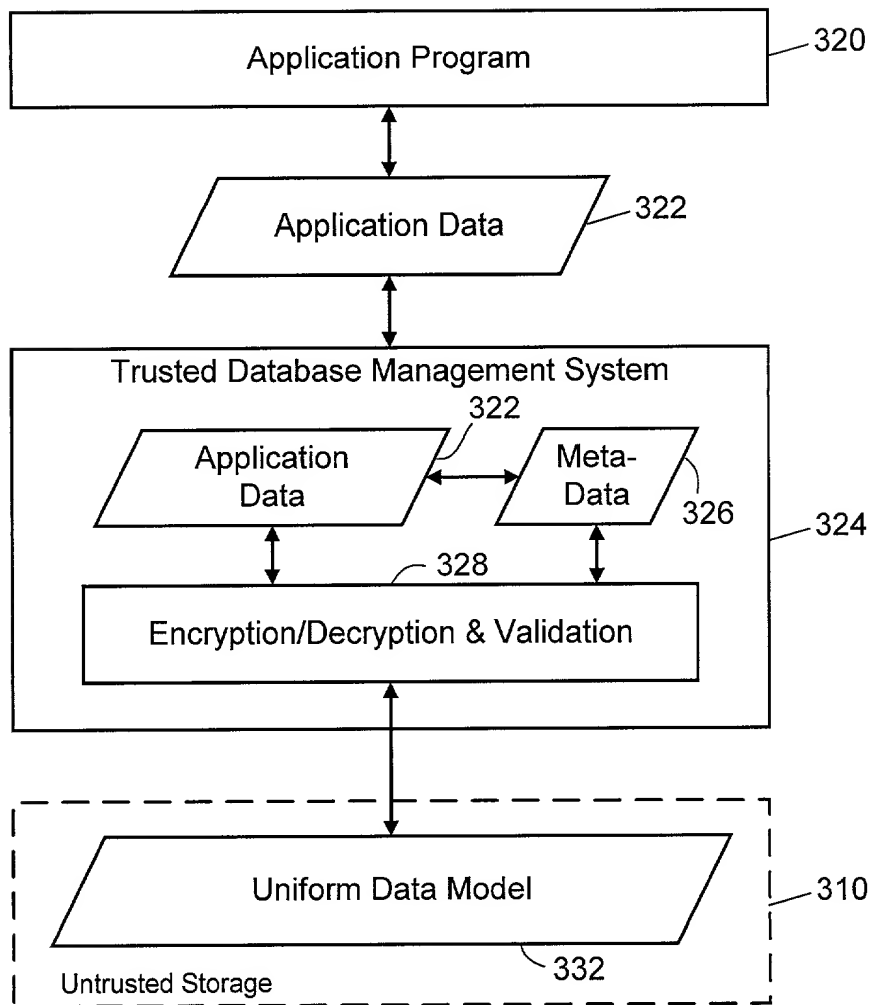 Application Program
320
Application Data
322
Trusted Database Management System
322
Application
Data
Meta-
Data
326
324
328
Encryption/Decryption & Validation
Uniform Data Model
310
332
Untrusted Storage